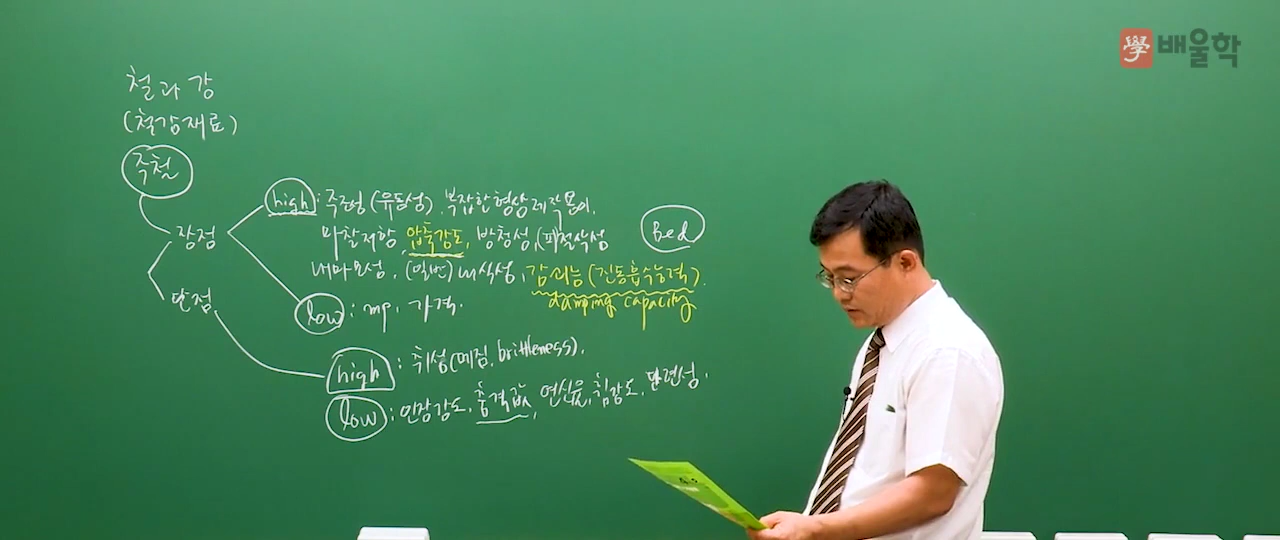 學 배울학
철과 강
(철강재료)
주철
장점
high : 주조성(유동성), 복잡한 형상 제작 용이,
마찰저항, 압축강도, 방청성, (피)절삭성
Bed
내마모성, (일반)내식성, 감쇠능(진동흡수능력).
damping capacity
low : mp, 가격.
단점
high : 취성(메짐, brittleness),
low : 인장강도, 충격값, 연신율, 휨강도, 단련성.